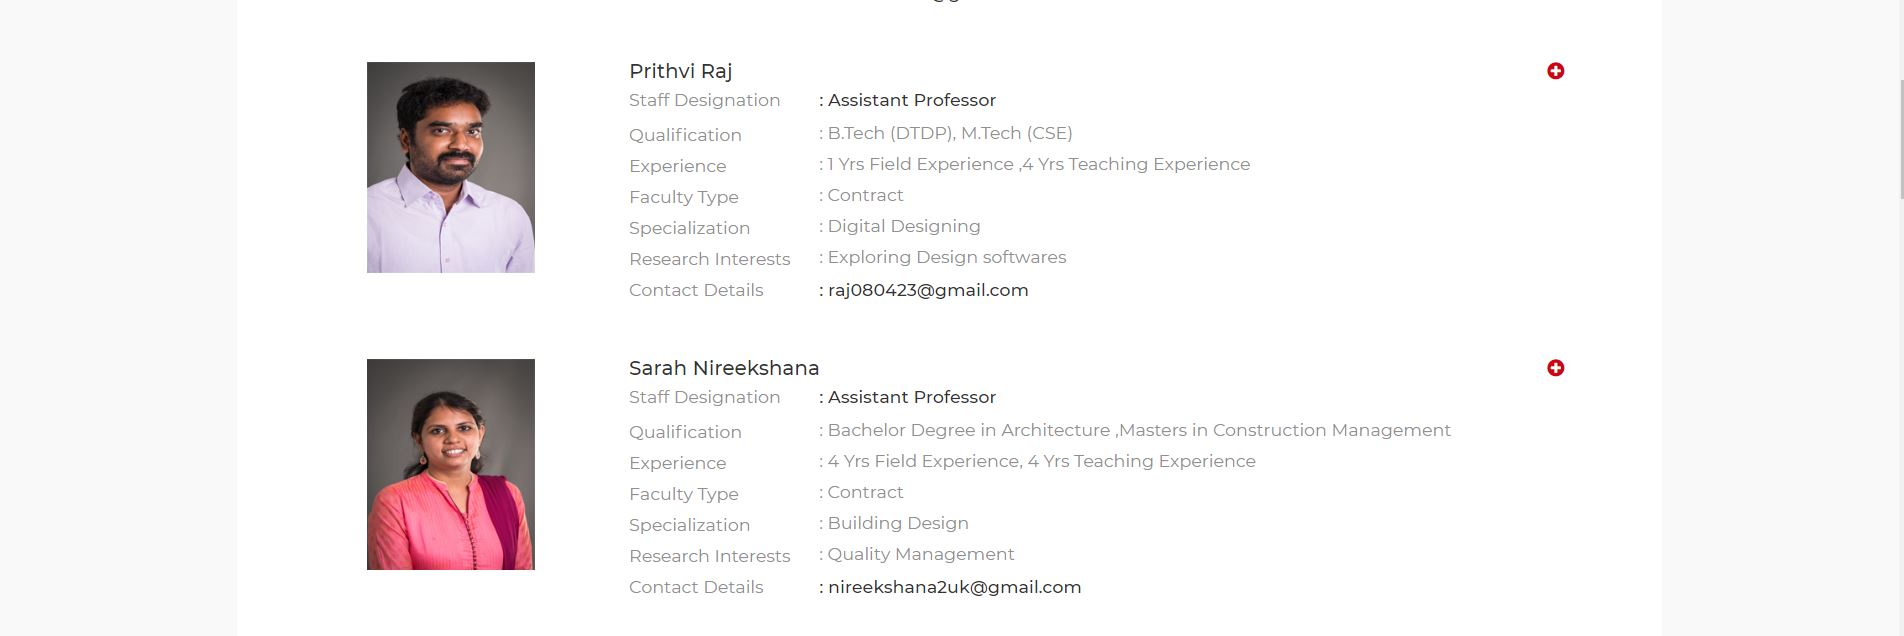 Prithvi Raj
Staff Designation : Assistant Professor
Qualification : B.Tech (DTDP), M.Tech (CSE)
Experience : 1 Yrs Field Experience ,4 Yrs Teaching Experience
Faculty Type : Contract
Specialization : Digital Designing
Research Interests : Exploring Design softwares
Contact Details : raj080423@gmail.com
Sarah Nireekshana
Staff Designation : Assistant Professor
Qualification : Bachelor Degree in Architecture ,Masters in Construction Management
Experience : 4 Yrs Field Experience, 4 Yrs Teaching Experience
Faculty Type : Contract
Specialization : Building Design
Research Interests : Quality Management
Contact Details : nireekshana2uk@gmail.com